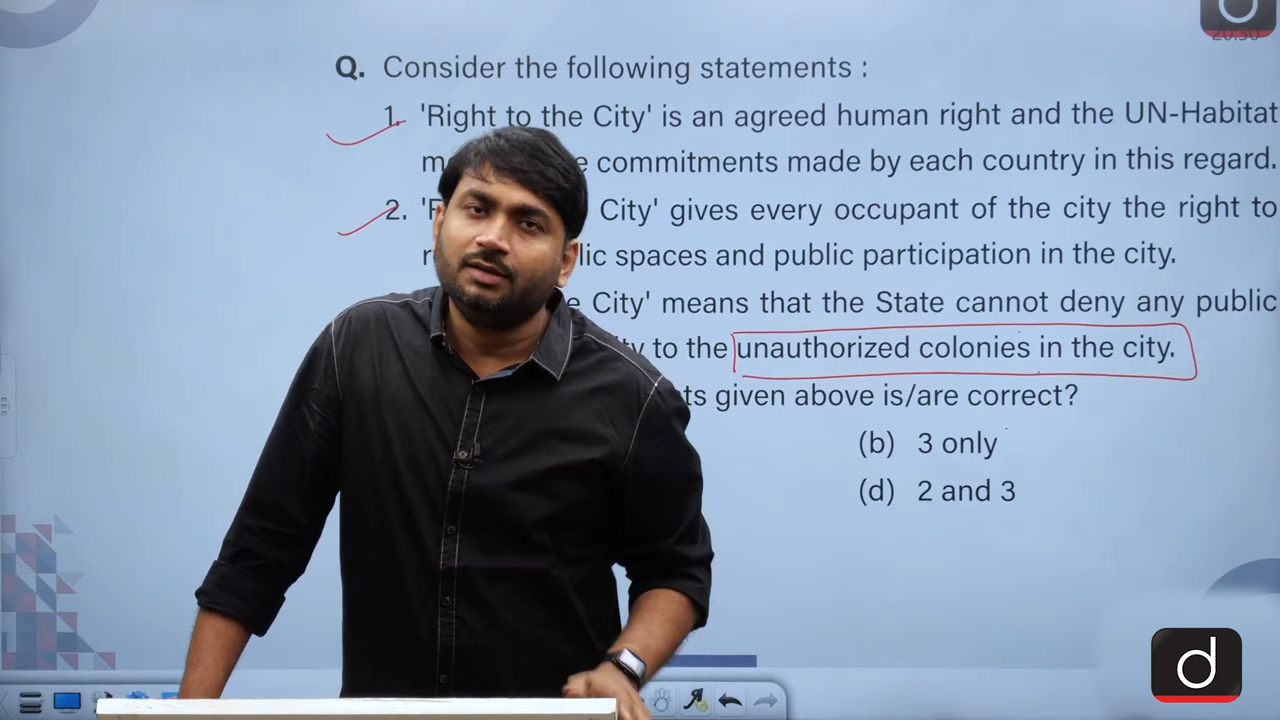 Q. Consider the following statements :
1. 'Right to the City' is an agreed human right and the UN-Habitat
commitments made by each country in this regard.
2. City' gives every occupant of the city the right to
spaces and public participation in the city.
City' means that the State cannot deny any public
to the unauthorized colonies in the city.
given above is/are correct?
(b) 3 only
(d) 2 and 3
d